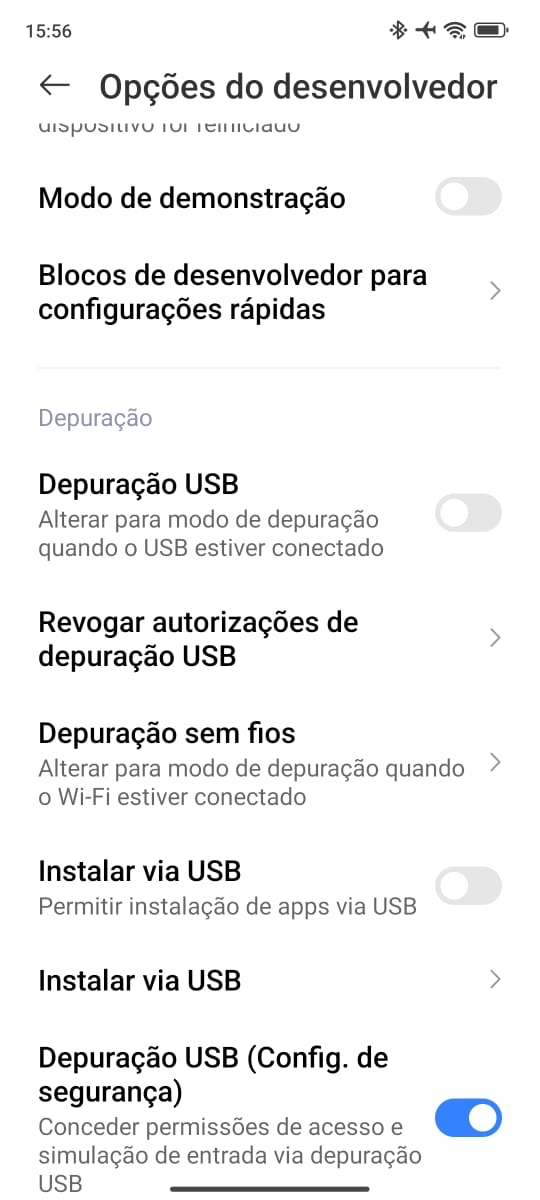 15:56
Opções do desenvolvedor
dispositivo foi reiniciado
Modo de demonstração
Blocos de desenvolvedor para
configurações rápidas
Depuração
Depuração USB
Alterar para modo de depuração
quando o USB estiver conectado
Revogar autorizações de
depuração USB
Depuração sem fios
Alterar para modo de depuração quando
o Wi-Fi estiver conectado
Instalar via USB
Permitir instalação de apps via USB
Instalar via USB
Depuração USB (Config. de
segurança)
Conceder permissões de acesso e
simulação de entrada via depuração
USB